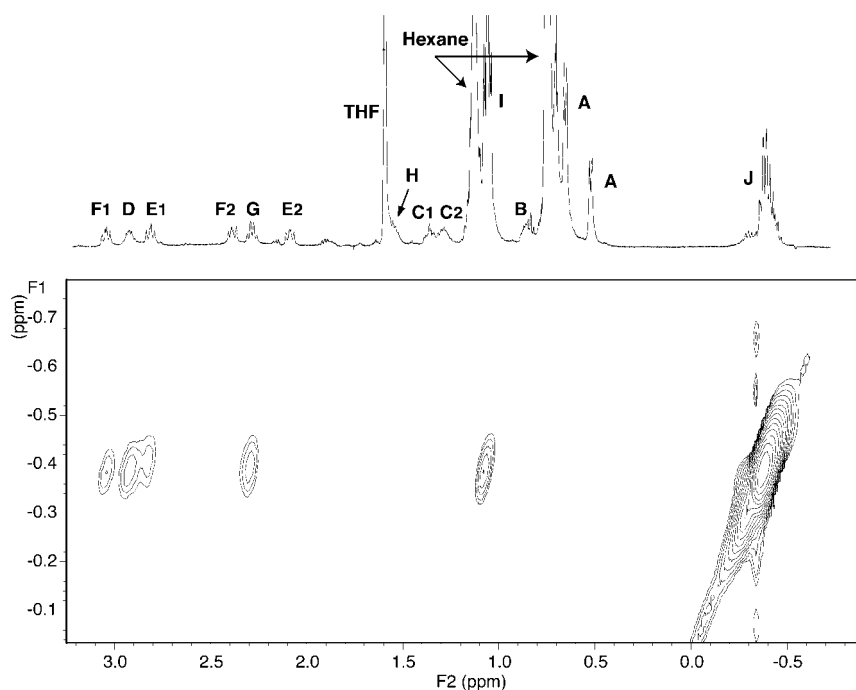 Hexane
THF
I
A
H
F1 D E1 F2 G E2 C1 C2 B A J
F1
(ppm)
-0.7
-0.6
-0.5
-0.4
-0.3
-0.2
-0.1
3.0 2.5 2.0 1.5 1.0 0.5 0.0 -0.5
F2 (ppm)